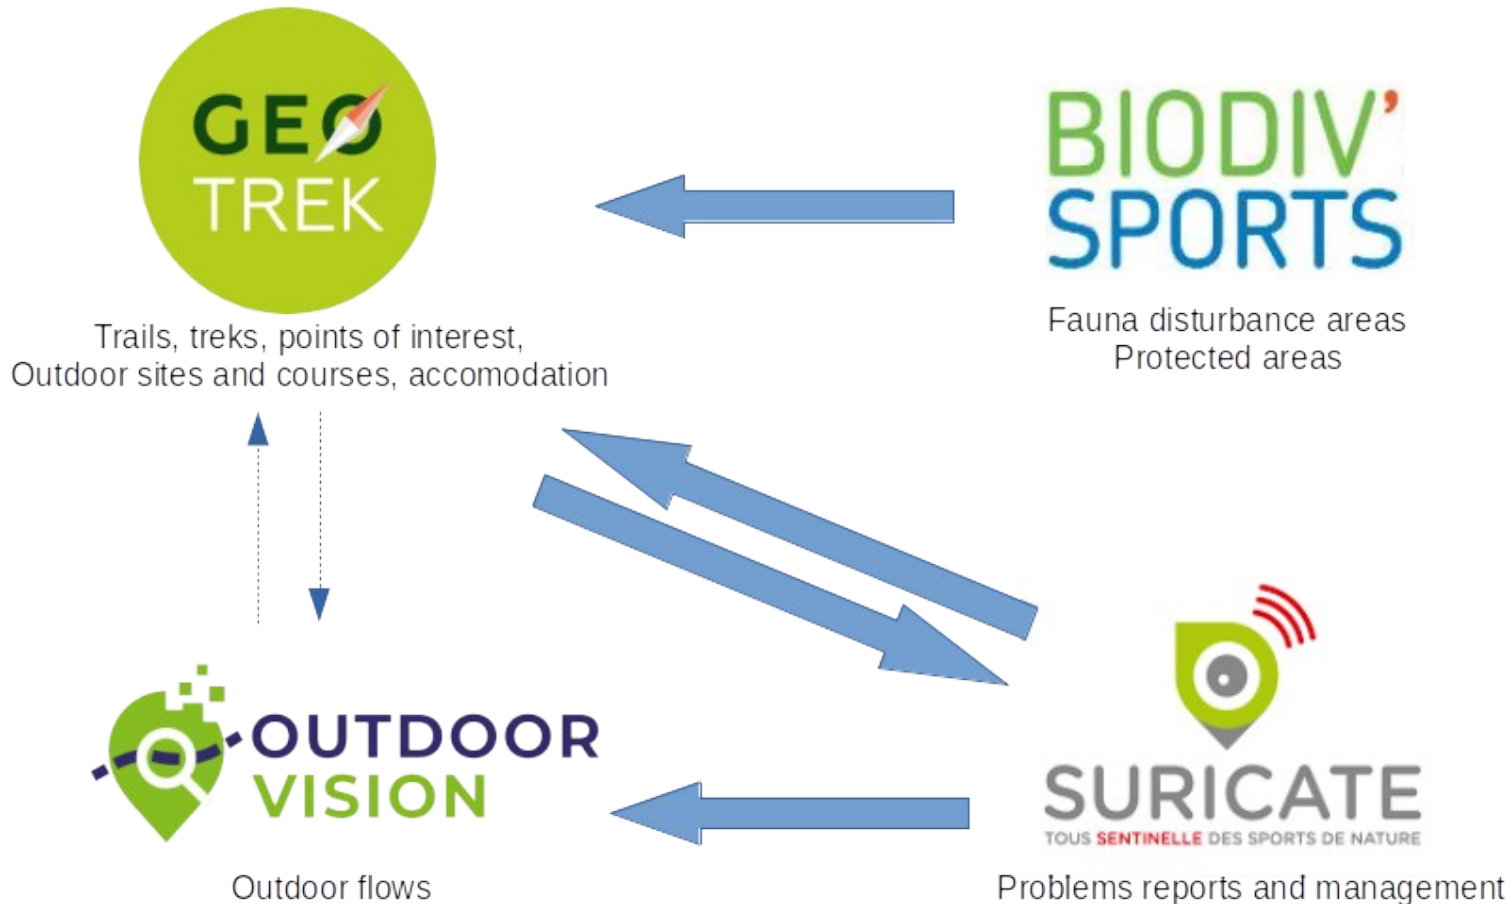 GEO
TREK
Trails, treks, points of interest,
Outdoor sites and courses, accomodation
BIODIV'
SPORTS
Fauna disturbance areas
Protected areas
OUTDOOR
VISION
Outdoor flows
SURICATE
TOUS SENTINELLE DES SPORTS DE NATURE
Problems reports and management